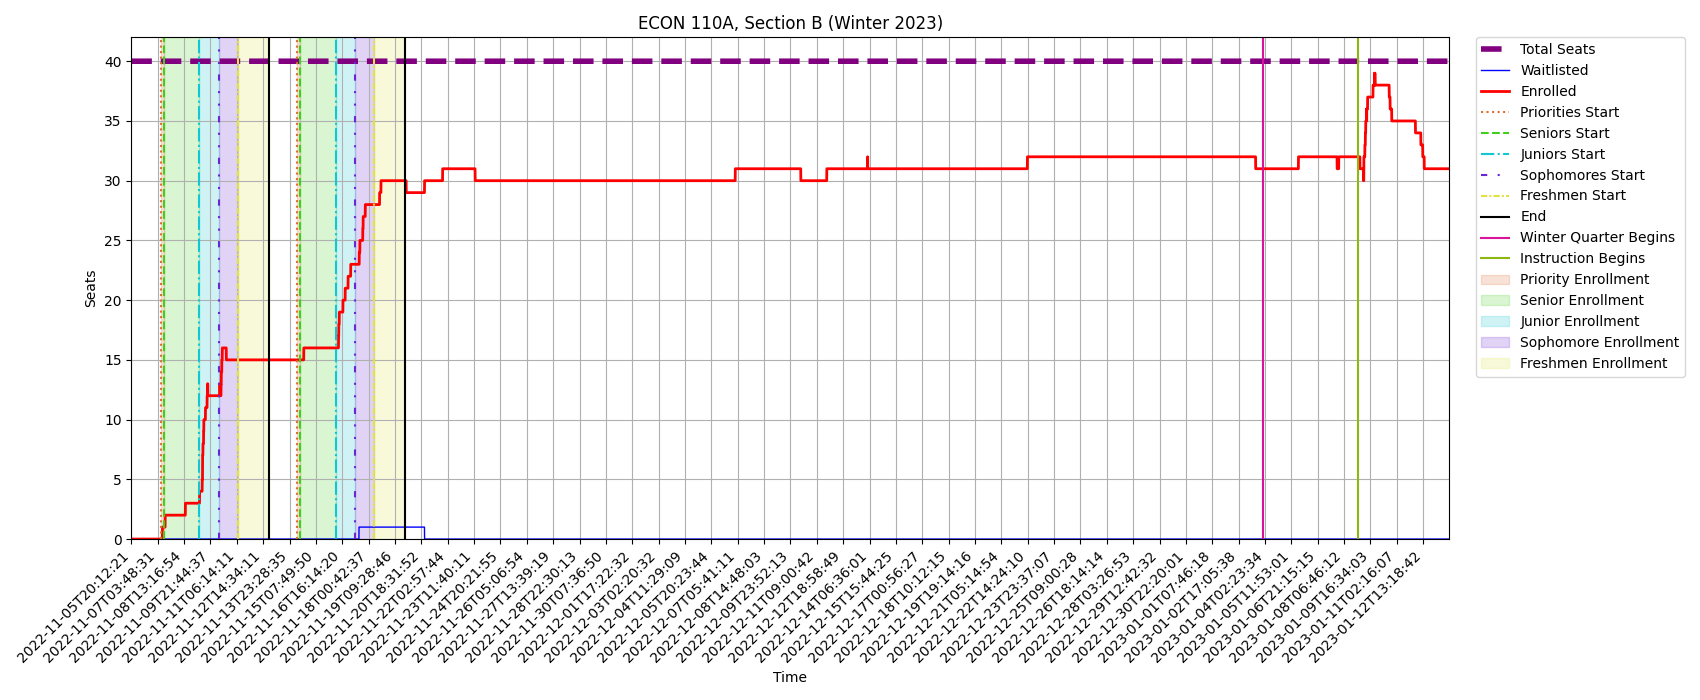 ECON 110A, Section B (Winter 2023)
Seats
40
35
30
25
20
15
10
5
0
2022-11-05T20:12:21
2022-11-07T03:48:31
2022-11-08T13:16:54
2022-11-09T21:44:37
2022-11-11T06:14:11
2022-11-12T14:34:11
2022-11-13T23:28:35
2022-11-15T07:49:50
2022-11-16T16:14:20
2022-11-18T00:42:37
2022-11-19T09:28:46
2022-11-20T18:31:52
2022-11-22T02:57:44
2022-11-23T11:40:11
2022-11-24T20:21:55
2022-11-26T05:06:54
2022-11-27T13:39:19
2022-11-28T22:30:13
2022-11-30T07:36:50
2022-12-01T17:22:32
2022-12-03T02:20:32
2022-12-04T11:29:09
2022-12-05T20:23:44
2022-12-07T05:41:11
2022-12-08T14:48:03
2022-12-09T23:52:13
2022-12-11T09:00:42
2022-12-12T18:58:49
2022-12-14T06:36:01
2022-12-15T15:44:25
2022-12-17T00:56:27
2022-12-18T10:12:15
2022-12-19T19:14:16
2022-12-21T05:14:54
2022-12-22T14:24:10
2022-12-23T23:37:07
2022-12-25T09:00:28
2022-12-26T18:14:14
2022-12-28T03:26:53
2022-12-29T12:42:32
2022-12-30T22:20:01
2023-01-01T07:46:18
2023-01-02T17:05:38
2023-01-04T02:23:34
2023-01-05T11:53:01
2023-01-06T21:15:15
2023-01-08T06:46:12
2023-01-09T16:34:03
2023-01-11T02:16:07
2023-01-12T13:18:42
Time
Total Seats
Waitlisted
Enrolled
Priorities Start
Seniors Start
Juniors Start
Sophomores Start
Freshmen Start
End
Winter Quarter Begins
Instruction Begins
Priority Enrollment
Senior Enrollment
Junior Enrollment
Sophomore Enrollment
Freshmen Enrollment